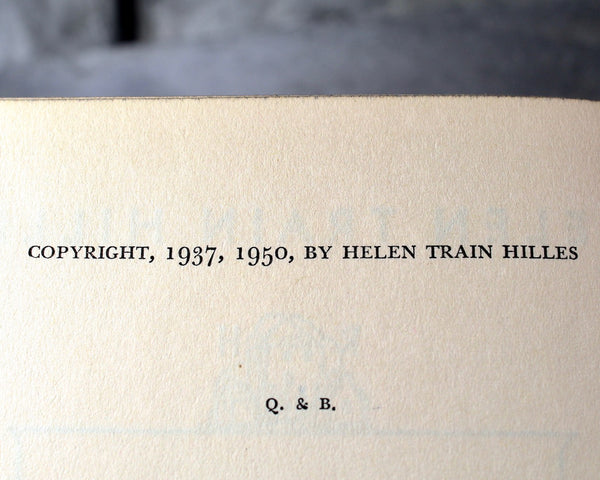 COPYRIGHT, 1937, 1950, BY HELEN TRAIN HILLES
Q. & B.